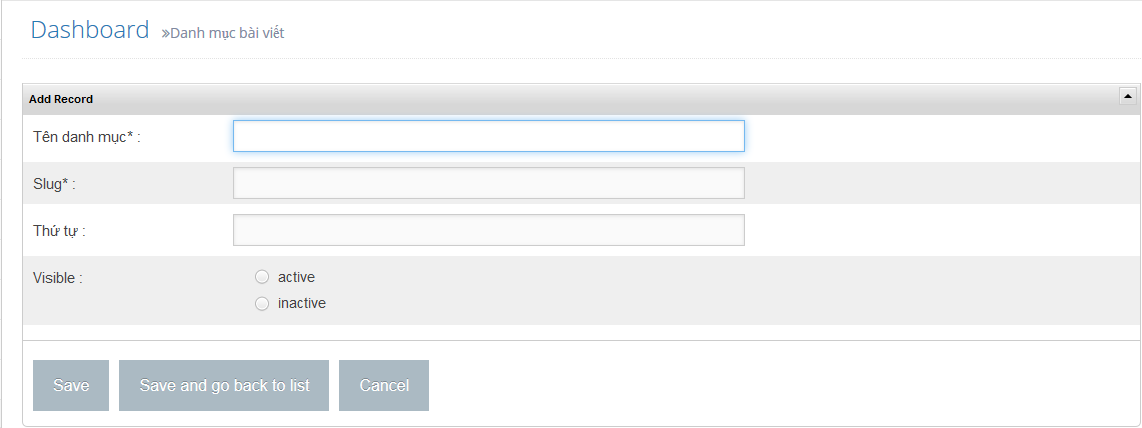 Dashboard »Danh mục bài viết
Add Record
Tên danh mục* :
Slug* :
Thứ tự :
Visible :
active
inactive
Save Save and go back to list Cancel